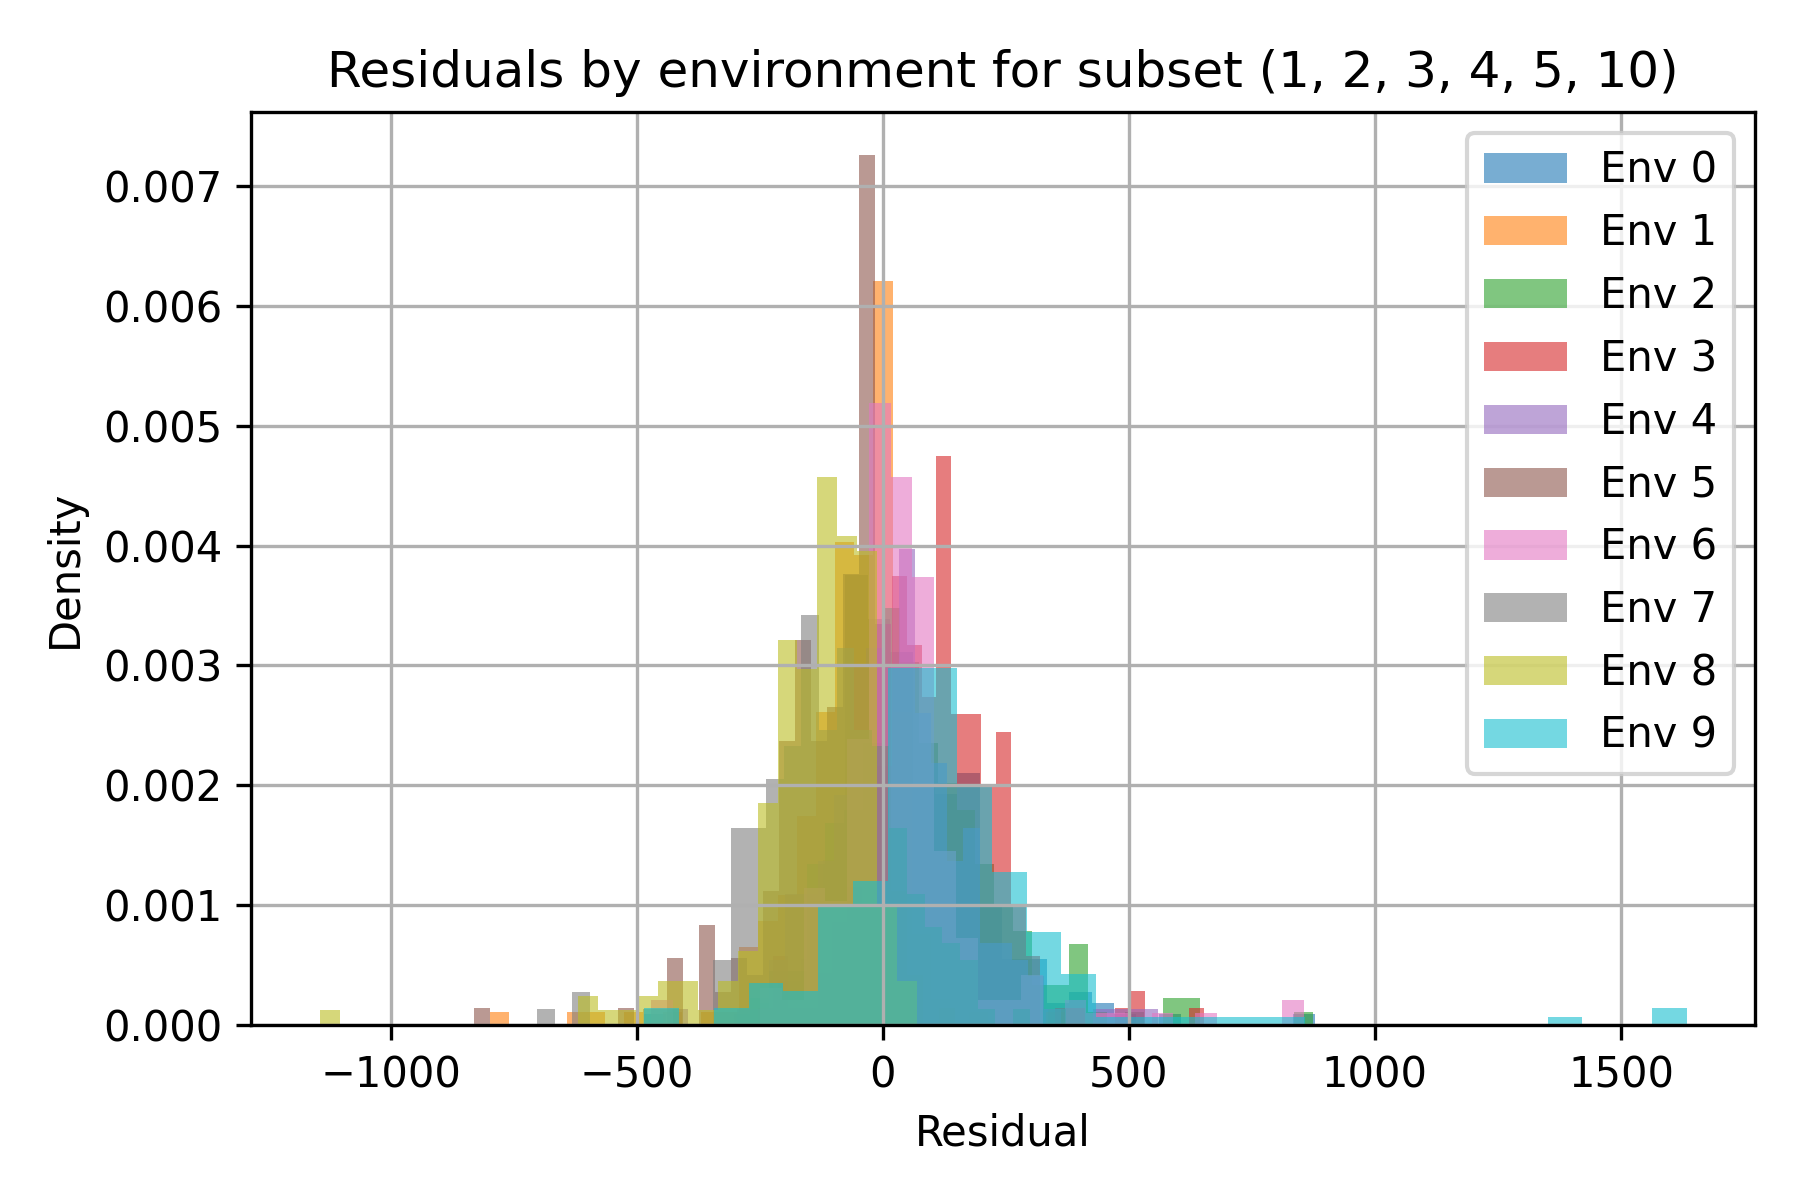 Residuals by environment for subset (1, 2, 3, 4, 5, 10)
0.007
0.006
0.005
0.004
0.003
0.002
0.001
0.000
Density
−1000
−500
0
500
1000
1500
Residual
Env 0
Env 1
Env 2
Env 3
Env 4
Env 5
Env 6
Env 7
Env 8
Env 9